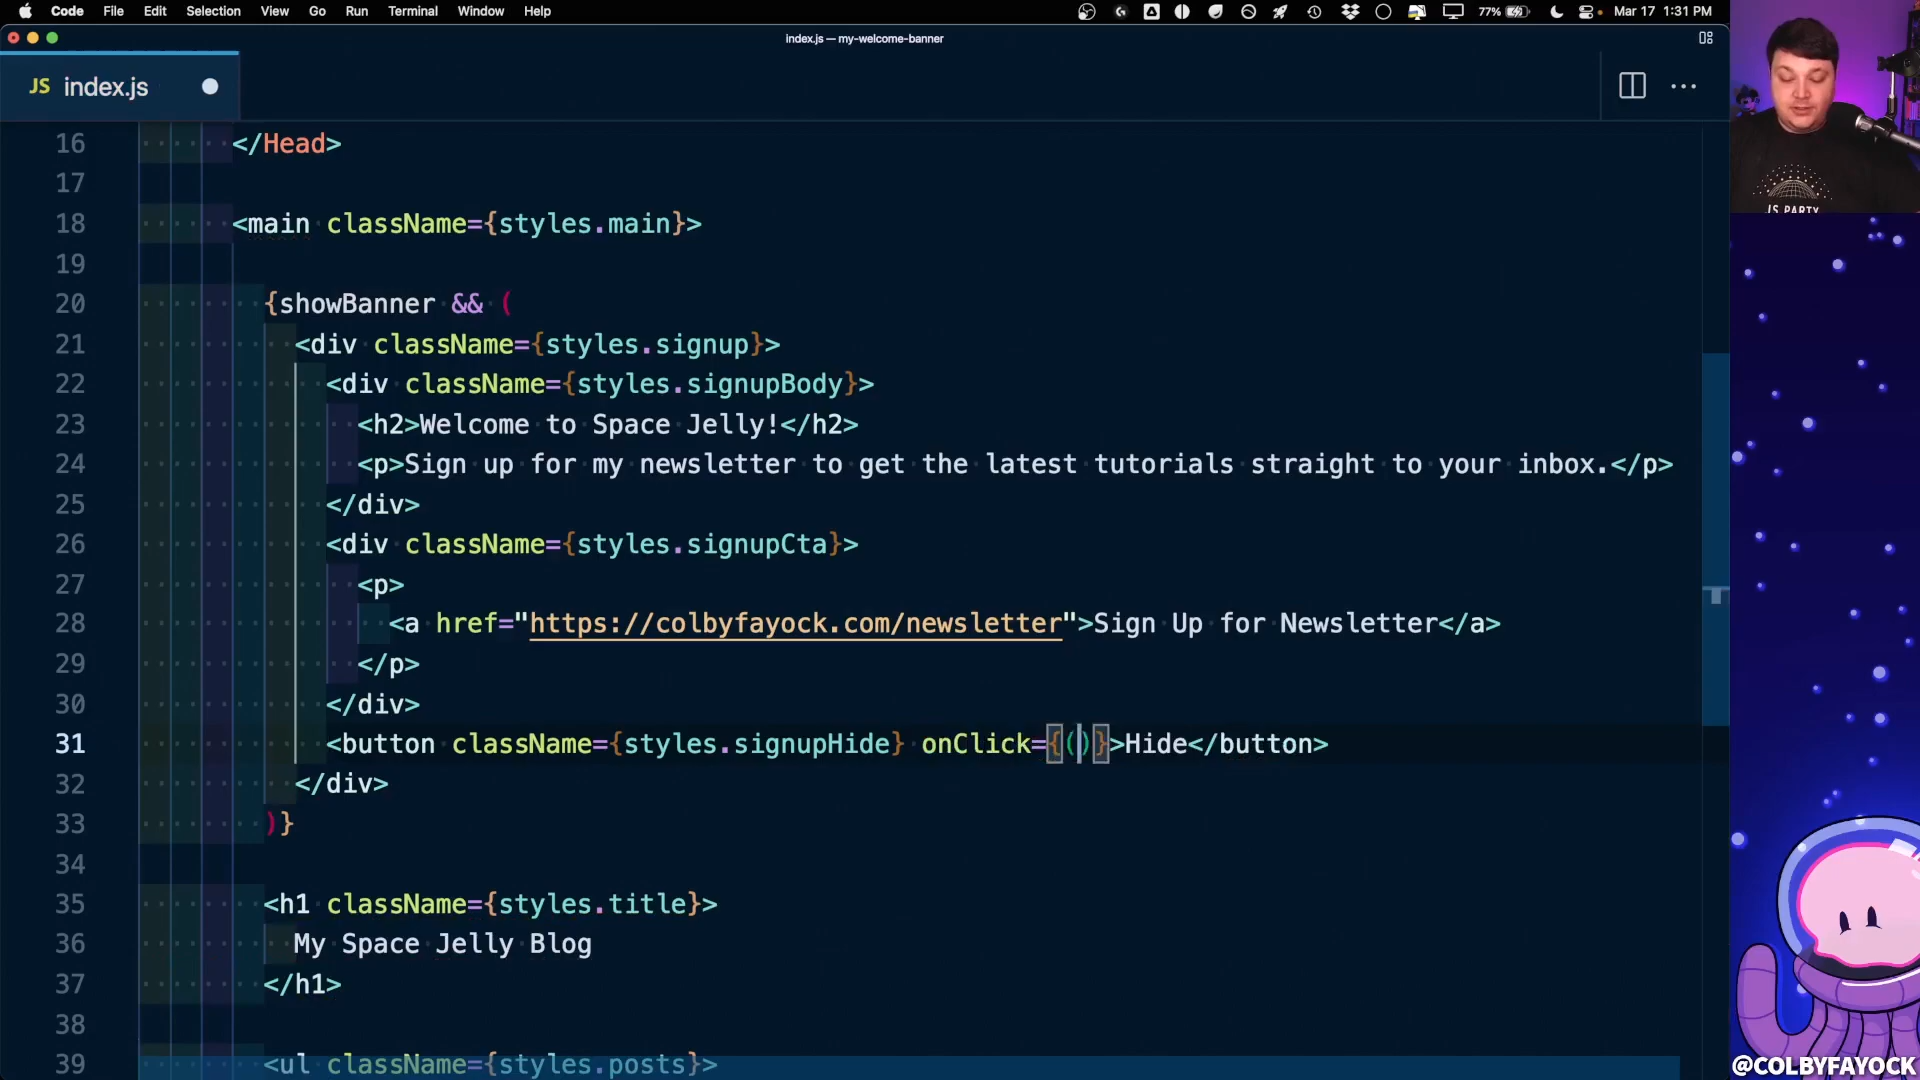 Code File Edit Selection View Go Run Terminal Window Help 77% Mar 17 1:31 PM
index.js — my-welcome-banner
JS index.js
16 </Head>
17
18 <main className={styles.main}>
19
20 {showBanner && (
21 <div className={styles.signup}>
22 <div className={styles.signupBody}>
23 <h2>Welcome to Space Jelly!</h2>
24 <p>Sign up for my newsletter to get the latest tutorials straight to your inbox.</p>
25 </div>
26 <div className={styles.signupCta}>
27 <p>
28 <a href="https://colbyfayock.com/newsletter">Sign Up for Newsletter</a>
29 </p>
30 </div>
31 <button className={styles.signupHide} onClick={()}>Hide</button>
32 </div>
33 )}
34
35 <h1 className={styles.title}>
36 My Space Jelly Blog
37 </h1>
38
39 <ul className={styles.posts}>
JS PARTY
@COLBYFAYOCK